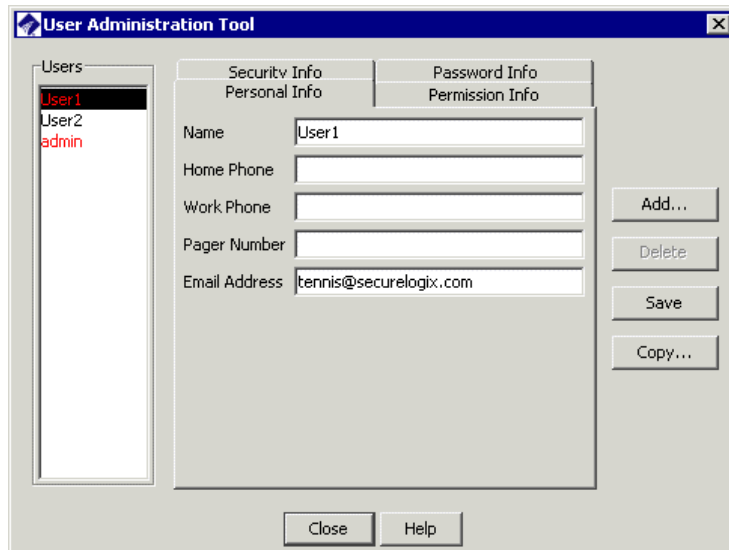 User Administration Tool
Users
User1
User2
admin
Security Info
Password Info
Personal Info
Permission Info
Name
User1
Home Phone
Work Phone
Pager Number
Email Address
tennis@securelogix.com
Add...
Delete
Save
Copy...
Close
Help